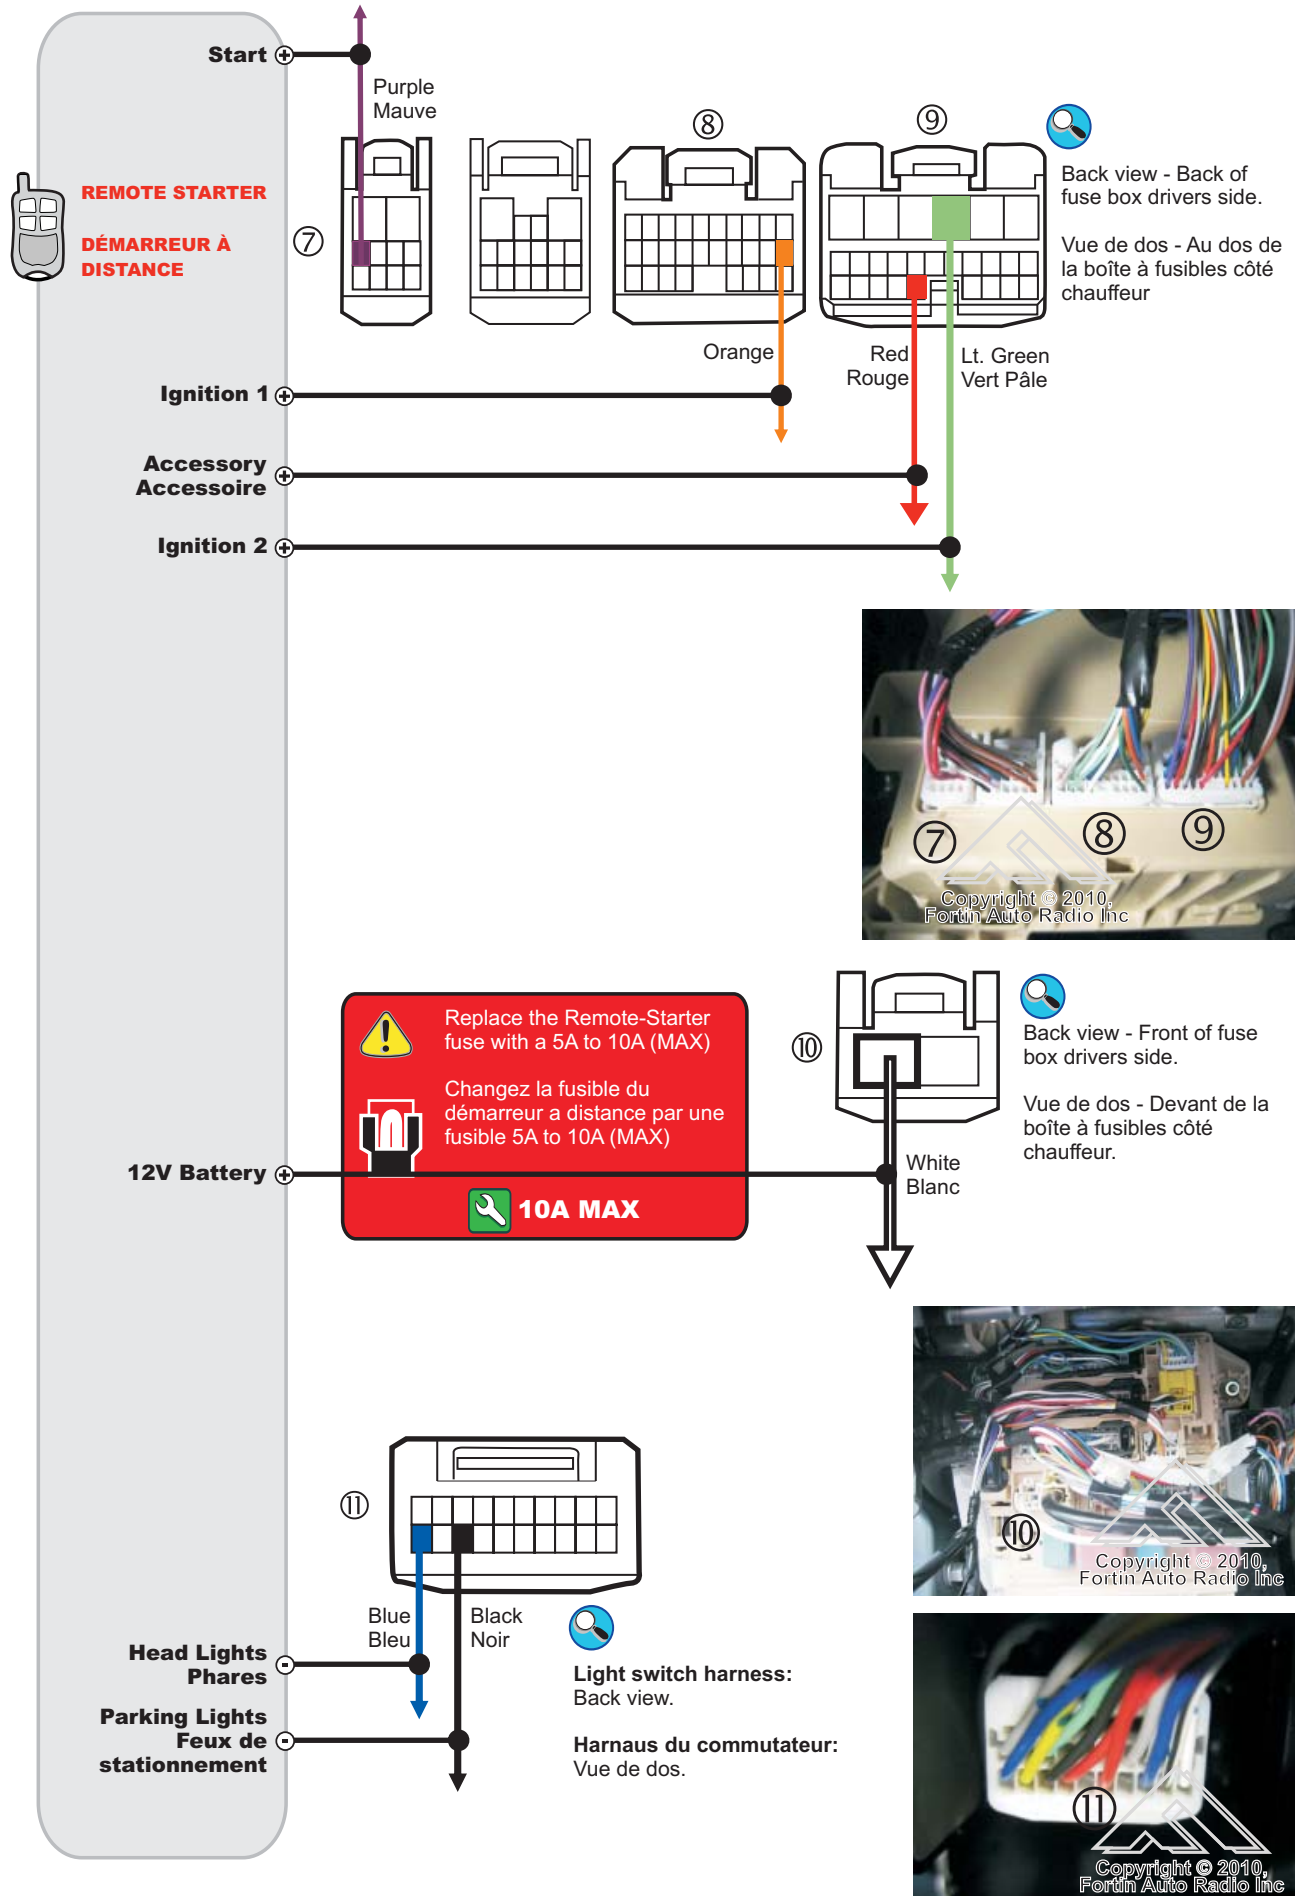 Start +
Purple
Mauve
⑧
⑨
REMOTE STARTER
DÉMARREUR À
DISTANCE
⑦
Back view - Back of
fuse box drivers side.
Vue de dos - Au dos de
la boîte à fusibles côté
chauffeur
Orange
Red
Rouge
Lt. Green
Vert Pâle
Ignition 1 +
Accessory
Accessoire +
Ignition 2 +
⑦
⑧
⑨
Copyright © 2010,
Fortin Auto Radio Inc
Replace the Remote-Starter
fuse with a 5A to 10A (MAX)
Changez la fusible du
démarreur a distance par une
fusible 5A to 10A (MAX)
10A MAX
⑩
Back view - Front of fuse
box drivers side.
Vue de dos - Devant de la
boîte à fusibles côté
chauffeur.
12V Battery +
White
Blanc
⑩
Copyright © 2010,
Fortin Auto Radio Inc
⑪
Blue
Bleu
Black
Noir
Head Lights
Phares -
Parking Lights
Feux de -
stationnement
Light switch harness:
Back view.
Harnaus du commutateur:
Vue de dos.
⑪
Copyright © 2010,
Fortin Auto Radio Inc